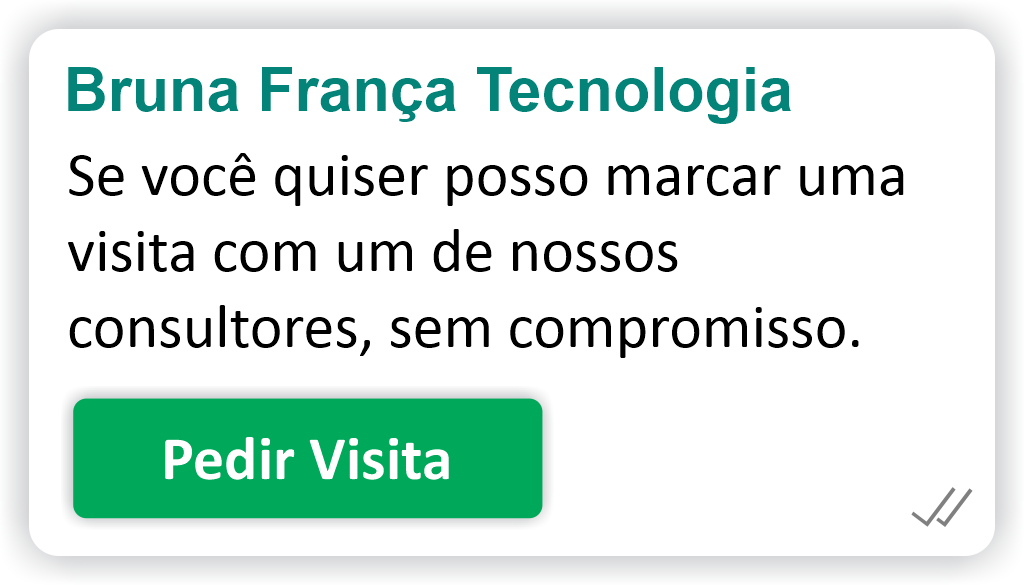 Bruna França Tecnologia
Se você quiser posso marcar uma
visita com um de nossos
consultores, sem compromisso.
Pedir Visita